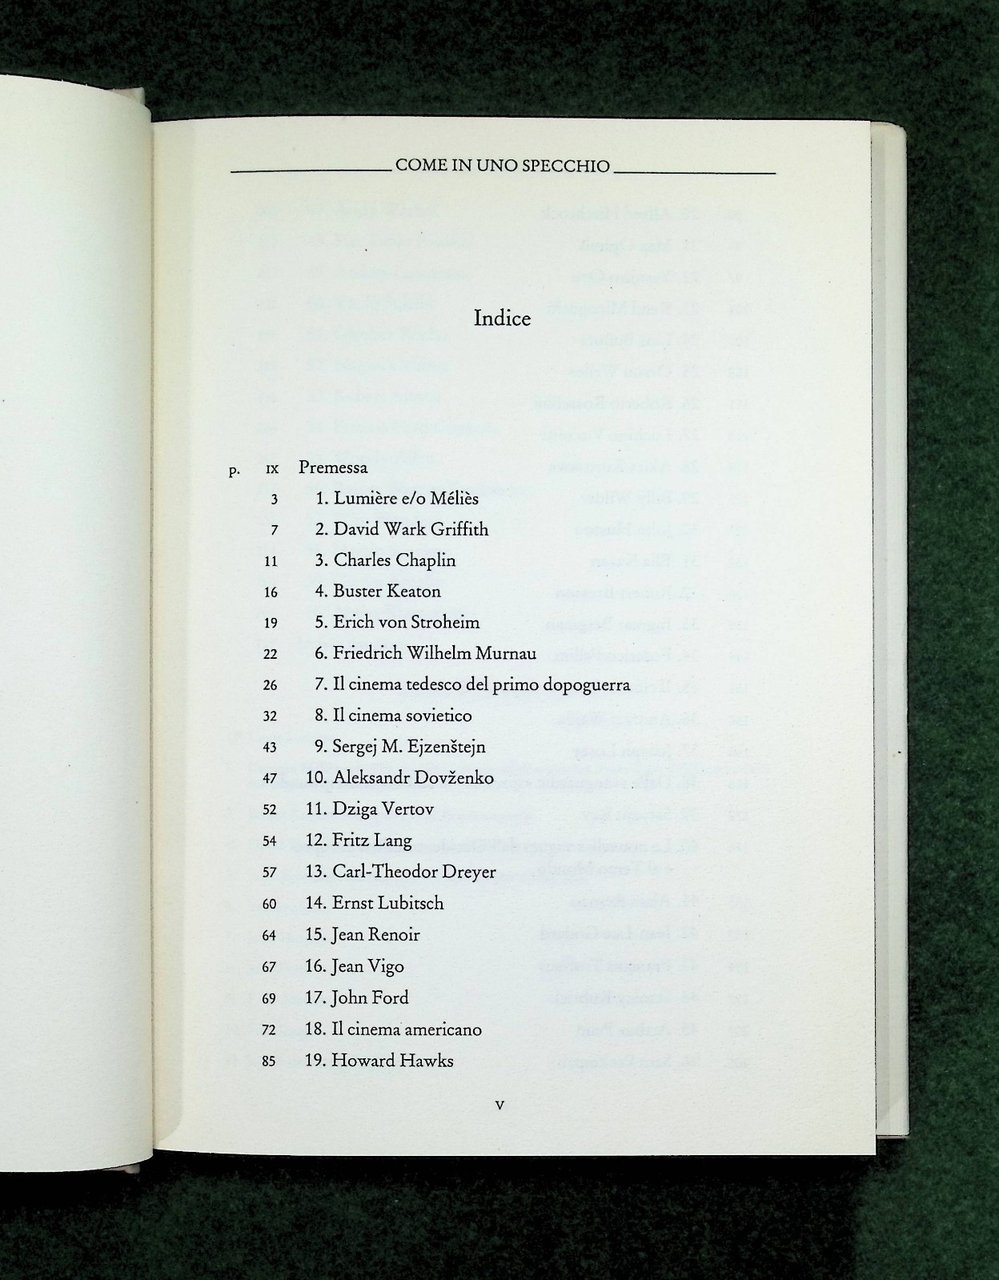 COME IN UNO SPECCHIO
Indice
p. IX Premessa
3 1. Lumière e/o Méliès
7 2. David Wark Griffith
11 3. Charles Chaplin
16 4. Buster Keaton
19 5. Erich von Stroheim
22 6. Friedrich Wilhelm Murnau
26 7. Il cinema tedesco del primo dopoguerra
32 8. Il cinema sovietico
43 9. Sergej M. Ejzenštejn
47 10. Aleksandr Dovženko
52 11. Dziga Vertov
54 12. Fritz Lang
57 13. Carl-Theodor Dreyer
60 14. Ernst Lubitsch
64 15. Jean Renoir
67 16. Jean Vigo
69 17. John Ford
72 18. Il cinema americano
85 19. Howard Hawks
V